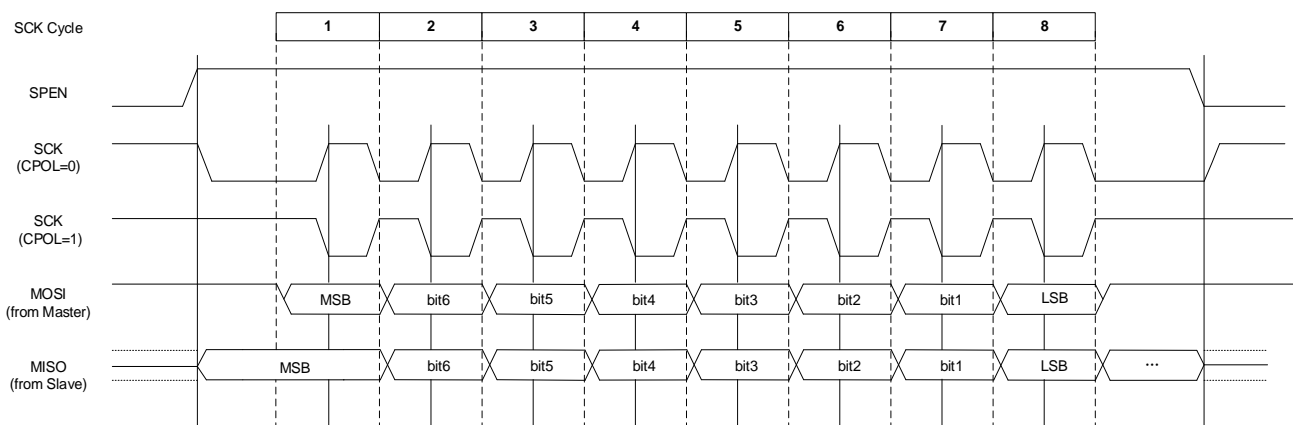 SCK Cycle 1 2 3 4 5 6 7 8
SPEN
SCK
(CPOL=0)
SCK
(CPOL=1)
MOSI
(from Master)
MSB bit6 bit5 bit4 bit3 bit2 bit1 LSB
MISO
(from Slave)
MSB bit6 bit5 bit4 bit3 bit2 bit1 LSB ...